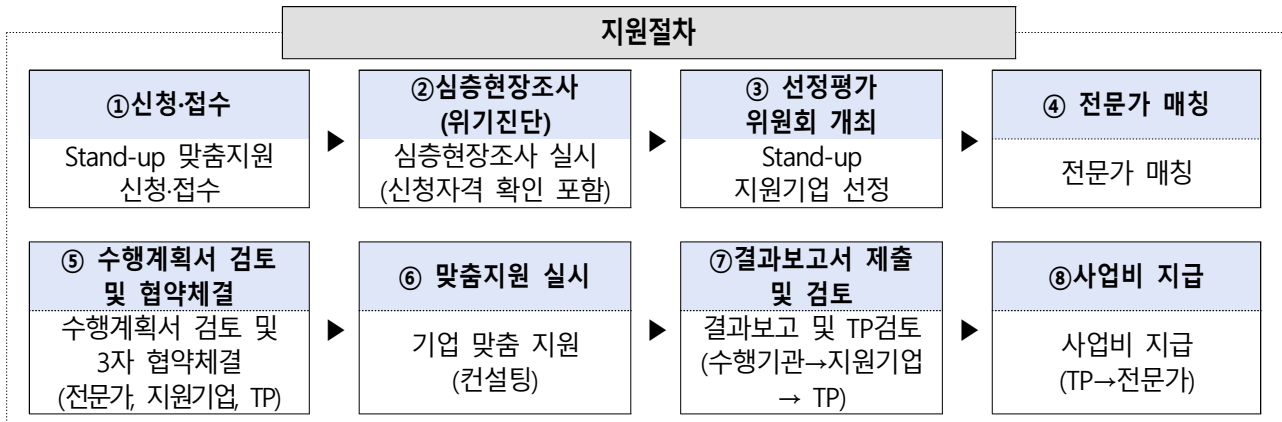 지원절차
①신청·접수
Stand-up 맞춤지원
신청·접수
▶
②심층현장조사
(위기진단)
심층현장조사 실시
(신청자격 확인 포함)
▶
③ 선정평가
위원회 개최
Stand-up
지원기업 선정
▶
④ 전문가 매칭
전문가 매칭
⑤ 수행계획서 검토
및 협약체결
수행계획서 검토 및
3자 협약체결
(전문가, 지원기업, TP)
▶
⑥ 맞춤지원 실시
기업 맞춤 지원
(컨설팅)
▶
⑦결과보고서 제출
및 검토
결과보고 및 TP검토
(수행기관→지원기업
→ TP)
▶
⑧사업비 지급
사업비 지급
(TP→전문가)